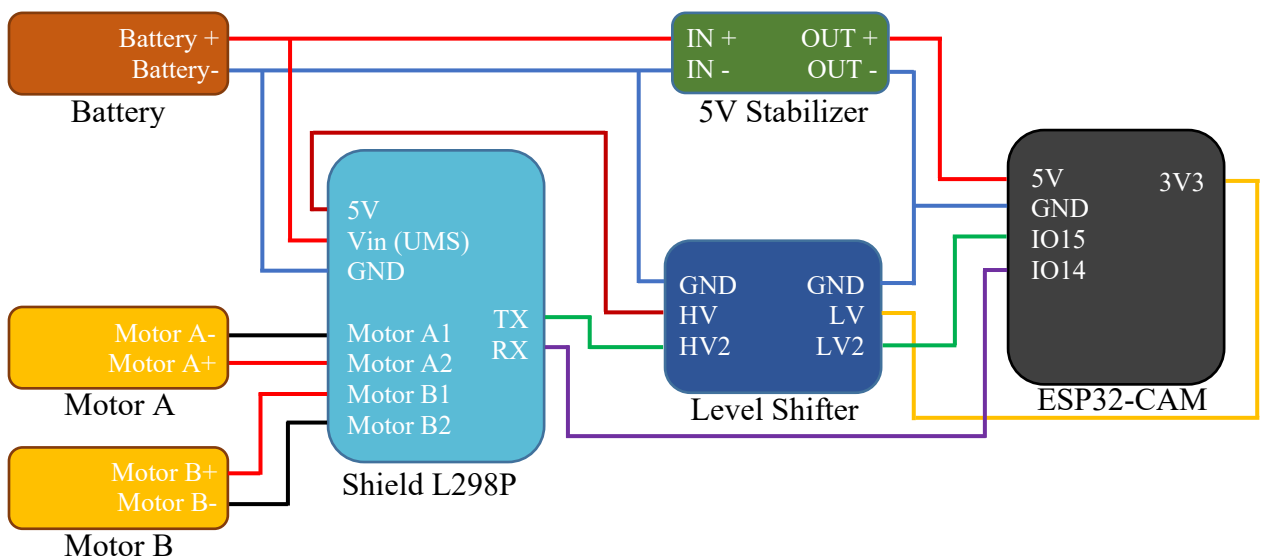 Battery +
Battery-
Battery
IN +
OUT +
IN -
OUT -
5V Stabilizer
5V
Vin (UMS)
GND
Motor A1
Motor A2
Motor B1
Motor B2
TX
RX
Shield L298P
Motor A-
Motor A+
Motor A
Motor B+
Motor B-
Motor B
GND
HV
HV2
GND
LV
LV2
Level Shifter
5V
GND
IO15
IO14
3V3
ESP32-CAM